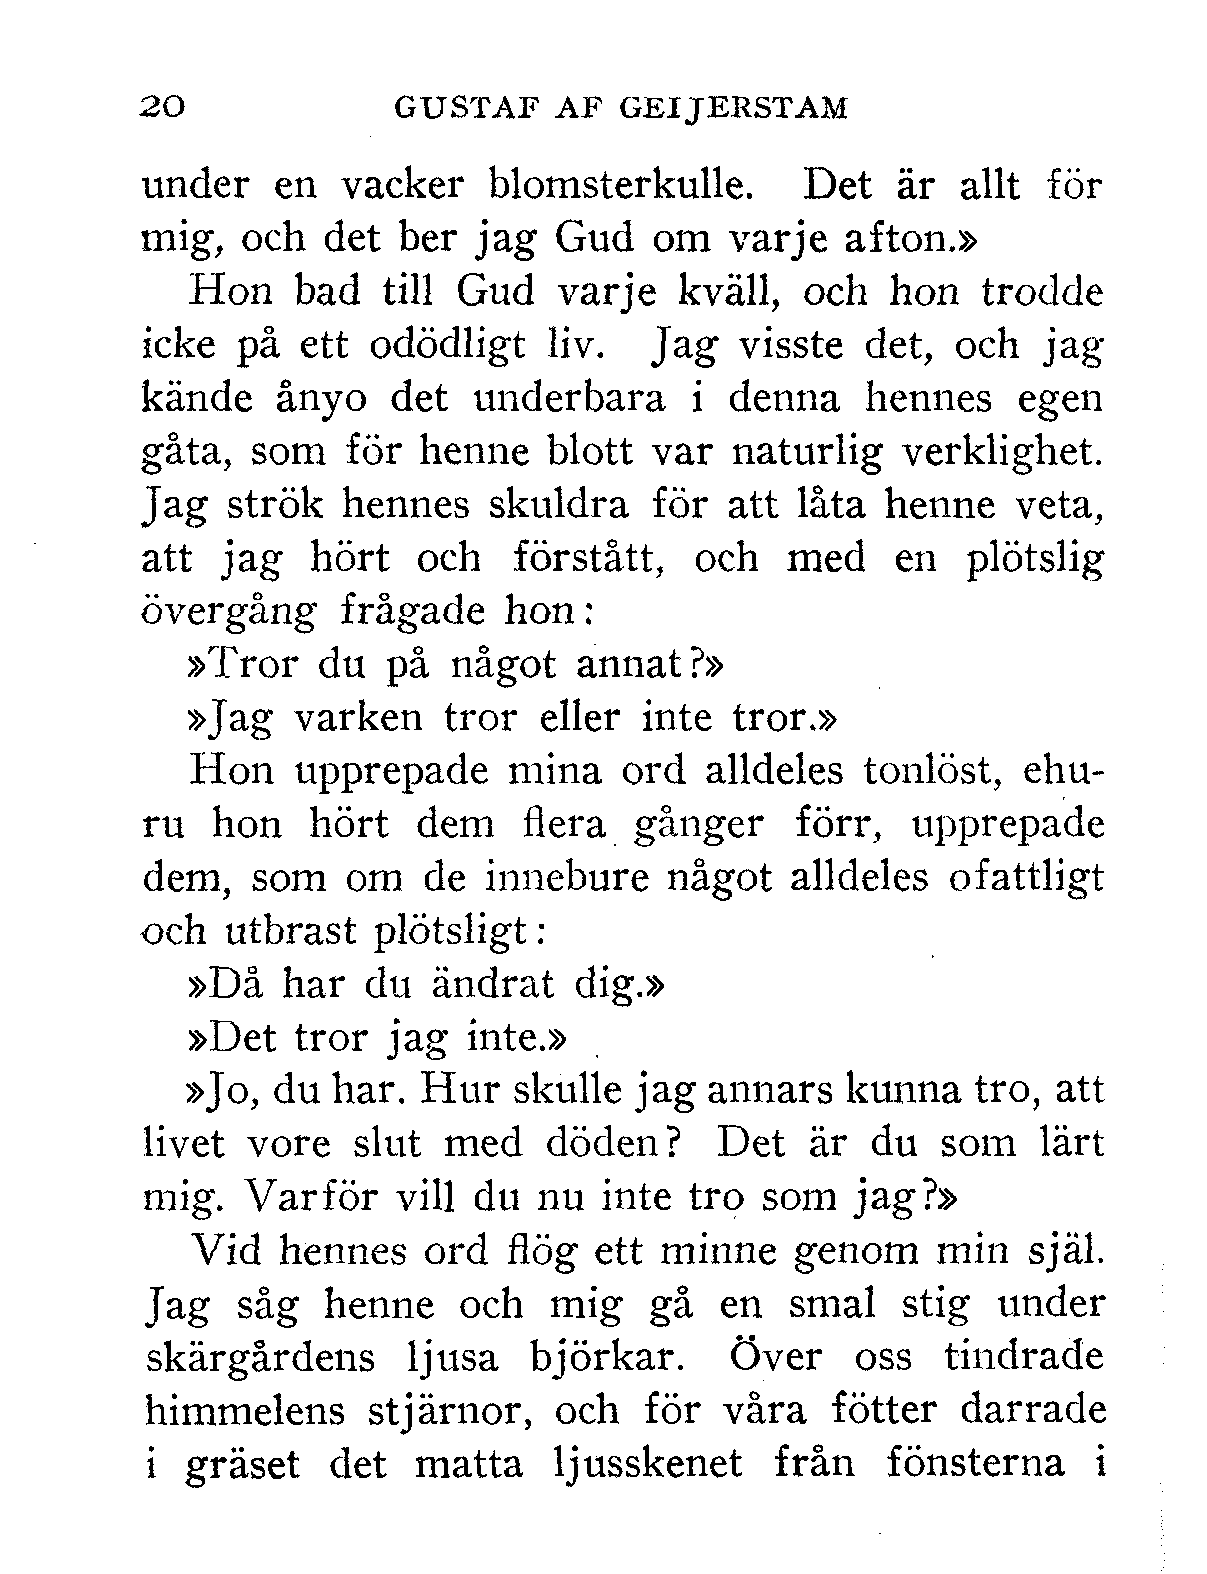 20 GUSTAF AF GEIJERSTAM
under en vacker blomsterkulle. Det är allt för
mig, och det ber jag Gud om varje afton.»
Hon bad till Gud varje kväll, och hon trodde
icke på ett odödligt liv. Jag visste det, och jag
kände ånyo det underbara i denna hennes egen
gåta, som för henne blott var naturlig verklighet.
Jag strök hennes skuldra för att låta henne veta,
att jag hört och förstått, och med en plötslig
övergång frågade hon:
»Tror du på något annat?»
»Jag varken tror eller inte tror.»
Hon upprepade mina ord alldeles tonlöst, ehu-
ru hon hört dem flera gånger förr, upprepade
dem, som om de innebure något alldeles ofattligt
och utbrast plötsligt:
»Då har du ändrat dig.»
»Det tror jag inte.»
»Jo, du har. Hur skulle jag annars kunna tro, att
livet vore slut med döden? Det är du som lärt
mig. Varför vill du nu inte tro som jag?»
Vid hennes ord flög ett minne genom min själ.
Jag såg henne och mig gå en smal stig under
skärgårdens ljusa björkar. Över oss tindrade
himmelens stjärnor, och för våra fötter darrade
i gräset det matta ljusskenet från fönsterna i